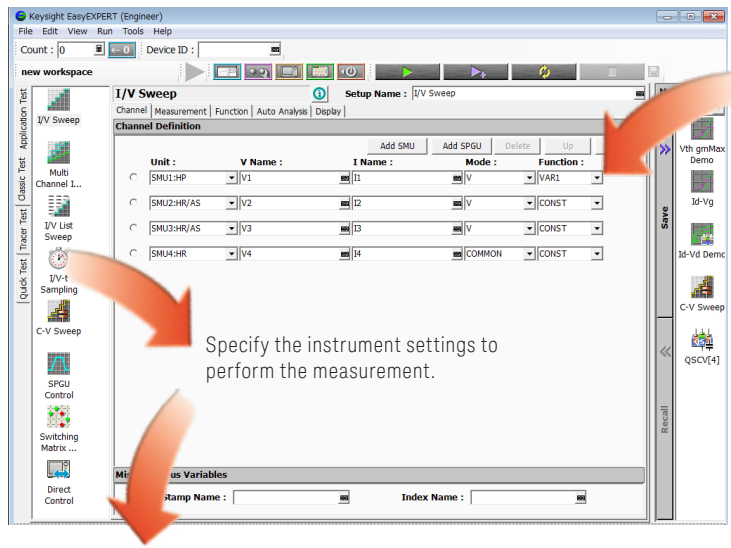 Keysight EasyEXPERT (Engineer)
File Edit View Run Tools Help
Count : 0 Device ID :
new workspace
Quick Test Tracer Test Classic Test Application Test
I/V Sweep
Multi
Channel I...
I/V List
Sweep
I/V-t
Sampling
C-V Sweep
SPGU
Control
Switching
Matrix ...
Direct
Control
I/V Sweep Setup Name : I/V Sweep
Channel Measurement Function Auto Analysis Display
Channel Definition
Add SMU Add SPGU Delete Up
Unit : V Name : I Name : Mode : Function :
SMU1:HP V1 I1 V VAR1
SMU2:HR/AS V2 I2 V CONST
SMU3:HR/AS V3 I3 V CONST
SMU4:HR V4 I4 COMMON CONST
Specify the instrument settings to
perform the measurement.
Variables
Stamp Name : Index Name :
Save
Recall
Vth gmMax
Demo
Id-Vg
Id-Vd Demo
C-V Sweep
QSCV[4]